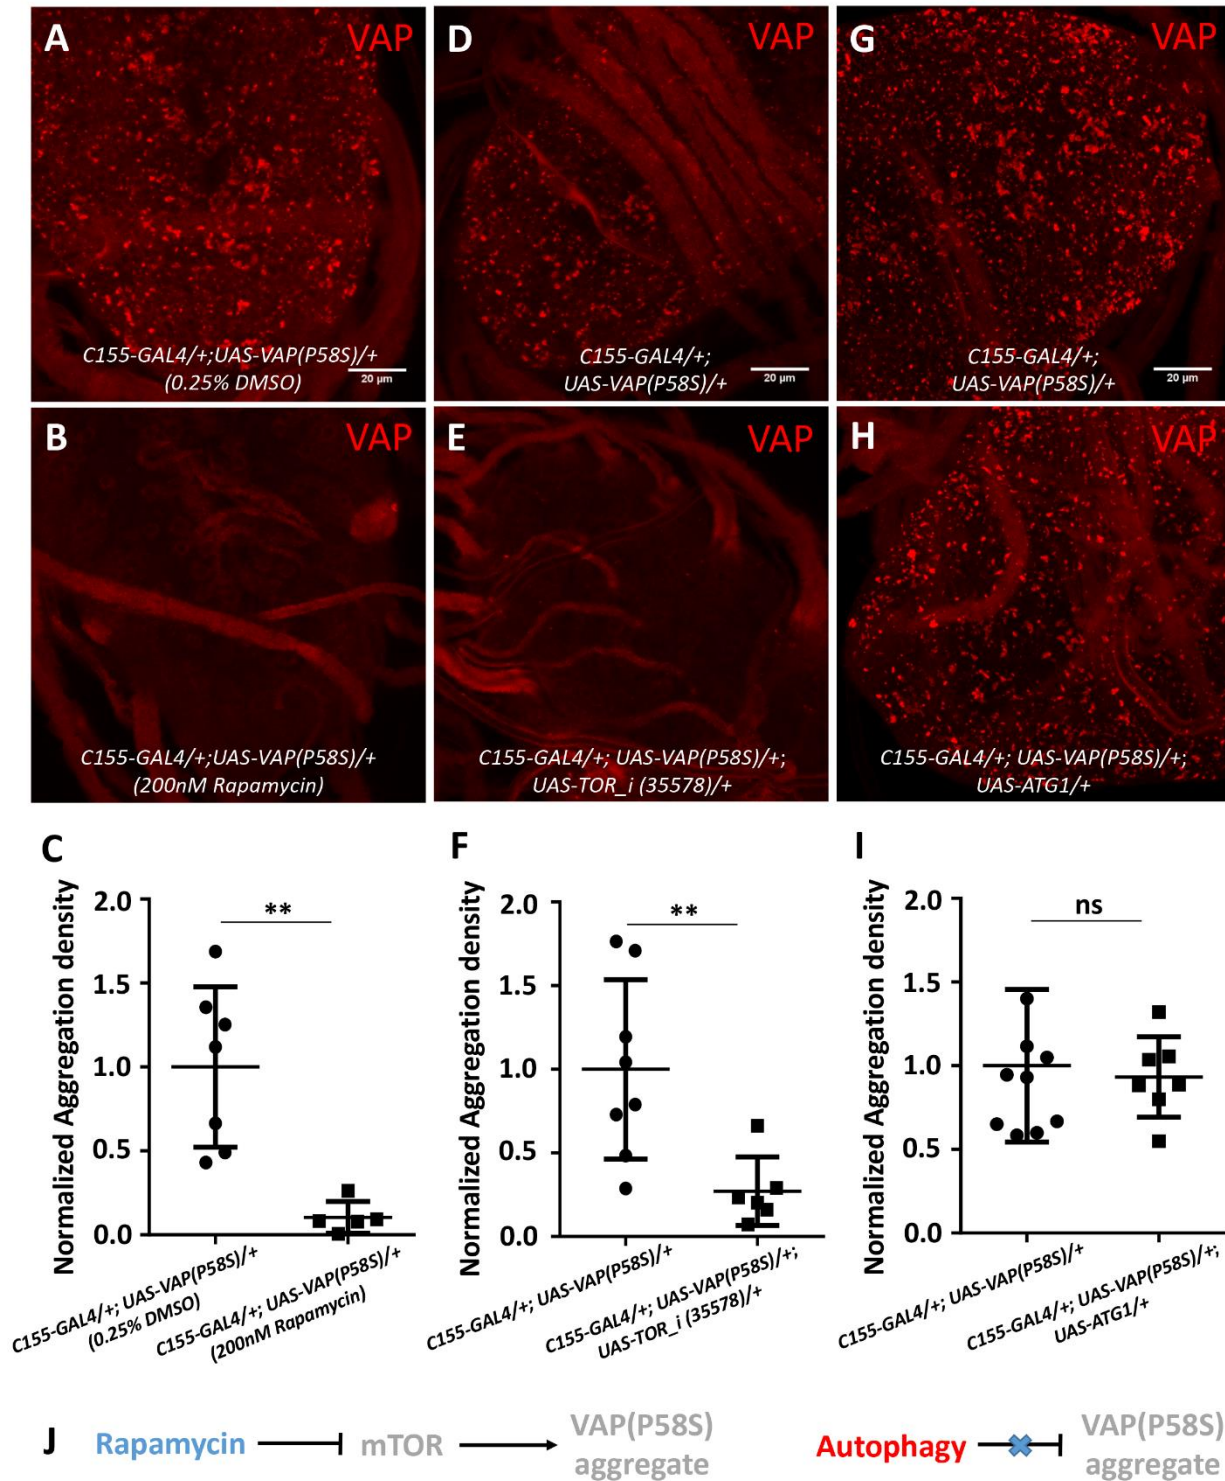 A
VAP
C155-GAL4/+;UAS-VAP(P58S)/+
(0.25% DMSO)
20 µm
D
VAP
C155-GAL4/+;
UAS-VAP(P58S)/+
20 µm
G
VAP
C155-GAL4/+;
UAS-VAP(P58S)/+
20 µm
B
VAP
C155-GAL4/+;UAS-VAP(P58S)/+
(200nM Rapamycin)
E
VAP
C155-GAL4/+; UAS-VAP(P58S)/+;
UAS-TOR_i (35578)/+
H
VAP
C155-GAL4/+; UAS-VAP(P58S)/+;
UAS-ATG1/+
C
Normalized Aggregation density
2.0
1.5
1.0
0.5
0.0
**
C155-GAL4/+; UAS-VAP(P58S)/+
(0.25% DMSO)
C155-GAL4/+; UAS-VAP(P58S)/+
(200nM Rapamycin)
F
Normalized Aggregation density
2.0
1.5
1.0
0.5
0.0
**
C155-GAL4/+; UAS-VAP(P58S)/+
C155-GAL4/+; UAS-VAP(P58S)/+;
UAS-TOR_i (35578)/+
I
Normalized Aggregation density
2.0
1.5
1.0
0.5
0.0
ns
C155-GAL4/+; UAS-VAP(P58S)/+
C155-GAL4/+; UAS-VAP(P58S)/+;
UAS-ATG1/+
J
Rapamycin
mTOR
VAP(P58S)
aggregate
Autophagy
VAP(P58S)
aggregate